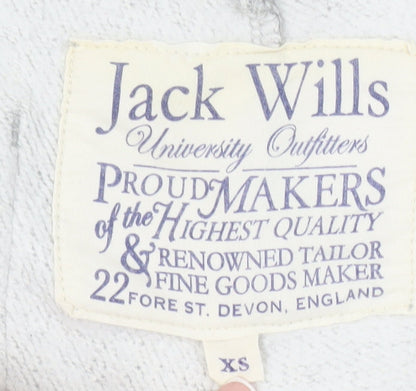 Jack Wills
University Outfitters
PROUD MAKERS
of the HIGHEST QUALITY
& RENOWNED TAILOR
FINE GOODS MAKER
22 FORE ST. DEVON, ENGLAND
XS